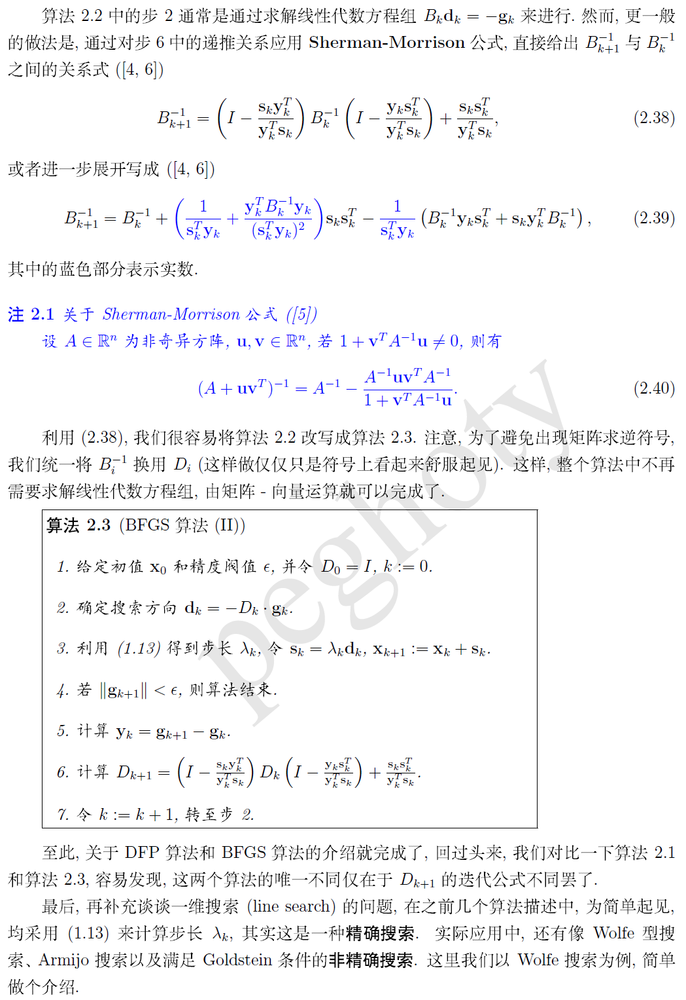 算法 2.2 中的步 2 通常是通过求解线性代数方程组 $B_k\mathbf{d}_k = -\mathbf{g}_k$ 来进行. 然而, 更一般
的做法是, 通过对步 6 中的递推关系应用 Sherman-Morrison 公式, 直接给出 $B_{k+1}^{-1}$ 与 $B_k^{-1}$
之间的关系式 ([4, 6])
$B_{k+1}^{-1} = \left(I - \frac{\mathbf{s}_k\mathbf{y}_k^T}{\mathbf{y}_k^T\mathbf{s}_k}\right) B_k^{-1} \left(I - \frac{\mathbf{y}_k\mathbf{s}_k^T}{\mathbf{y}_k^T\mathbf{s}_k}\right) + \frac{\mathbf{s}_k\mathbf{s}_k^T}{\mathbf{y}_k^T\mathbf{s}_k},$ (2.38)
或者进一步展开写成 ([4, 6])
$B_{k+1}^{-1} = B_k^{-1} + \left(\frac{1}{\mathbf{s}_k^T\mathbf{y}_k} + \frac{\mathbf{y}_k^T B_k^{-1}\mathbf{y}_k}{(\mathbf{s}_k^T\mathbf{y}_k)^2}\right)\mathbf{s}_k\mathbf{s}_k^T - \frac{1}{\mathbf{s}_k^T\mathbf{y}_k}\left(B_k^{-1}\mathbf{y}_k\mathbf{s}_k^T + \mathbf{s}_k\mathbf{y}_k^T B_k^{-1}\right),$ (2.39)
其中的蓝色部分表示实数.
注 2.1 关于 Sherman-Morrison 公式 ([5])
设 $A \in \mathbb{R}^n$ 为非奇异方阵, $\mathbf{u}, \mathbf{v} \in \mathbb{R}^n$, 若 $1 + \mathbf{v}^T A^{-1}\mathbf{u} \neq 0$, 则有
$(A + \mathbf{u}\mathbf{v}^T)^{-1} = A^{-1} - \frac{A^{-1}\mathbf{u}\mathbf{v}^T A^{-1}}{1 + \mathbf{v}^T A^{-1}\mathbf{u}}.$ (2.40)
利用 (2.38), 我们很容易将算法 2.2 改写成算法 2.3. 注意, 为了避免出现矩阵求逆符号,
我们统一将 $B_i^{-1}$ 换用 $D_i$ (这样做仅仅只是符号上看起来舒服起见). 这样, 整个算法中不再
需要求解线性代数方程组, 由矩阵 - 向量运算就可以完成了.
算法 2.3 (BFGS 算法 (II))
1. 给定初值 $\mathbf{x}_0$ 和精度阀值 $\epsilon$, 并令 $D_0 = I$, $k := 0$.
2. 确定搜索方向 $\mathbf{d}_k = -D_k \cdot \mathbf{g}_k$.
3. 利用 (1.13) 得到步长 $\lambda_k$, 令 $\mathbf{s}_k = \lambda_k\mathbf{d}_k$, $\mathbf{x}_{k+1} := \mathbf{x}_k + \mathbf{s}_k$.
4. 若 $\|\mathbf{g}_{k+1}\| < \epsilon$, 则算法结束.
5. 计算 $\mathbf{y}_k = \mathbf{g}_{k+1} - \mathbf{g}_k$.
6. 计算 $D_{k+1} = \left(I - \frac{\mathbf{s}_k\mathbf{y}_k^T}{\mathbf{y}_k^T\mathbf{s}_k}\right) D_k \left(I - \frac{\mathbf{y}_k\mathbf{s}_k^T}{\mathbf{y}_k^T\mathbf{s}_k}\right) + \frac{\mathbf{s}_k\mathbf{s}_k^T}{\mathbf{y}_k^T\mathbf{s}_k}$.
7. 令 $k := k + 1$, 转至步 2.
至此, 关于 DFP 算法和 BFGS 算法的介绍就完成了, 回过头来, 我们对比一下算法 2.1
和算法 2.3, 容易发现, 这两个算法的唯一不同仅在于 $D_{k+1}$ 的迭代公式不同罢了.
最后, 再补充谈谈一维搜索 (line search) 的问题, 在之前几个算法描述中, 为简单起见,
均采用 (1.13) 来计算步长 $\lambda_k$, 其实这是一种精确搜索. 实际应用中, 还有像 Wolfe 型搜
索、Armijo 搜索以及满足 Goldstein 条件的非精确搜索. 这里我们以 Wolfe 搜索为例, 简单
做个介绍.
peghoty